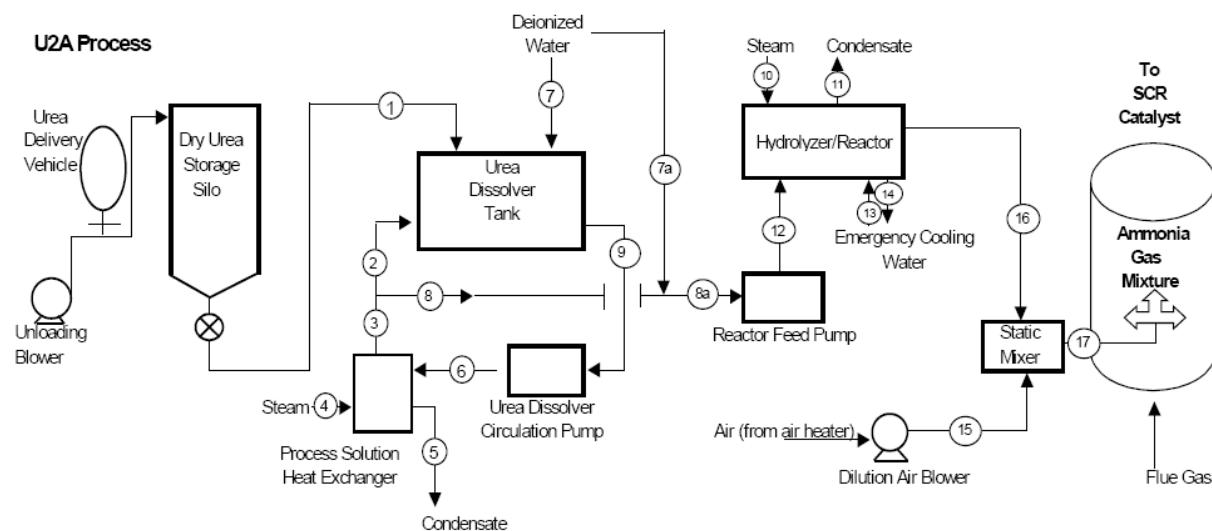 U2A Process
Urea
Delivery
Vehicle
Unloading
Blower
Dry Urea
Storage
Silo
1
Deionized
Water
7
Urea
Dissolver
Tank
2
9
8
3
Steam
4
Process Solution
Heat Exchanger
5
Condensate
6
Urea Dissolver
Circulation Pump
7a
8a
Reactor Feed Pump
12
Steam
10
Condensate
11
Hydrolyzer/Reactor
13
14
Emergency Cooling
Water
16
Static
Mixer
Air (from air heater)
15
Dilution Air Blower
17
To
SCR
Catalyst
Ammonia
Gas
Mixture
Flue Gas